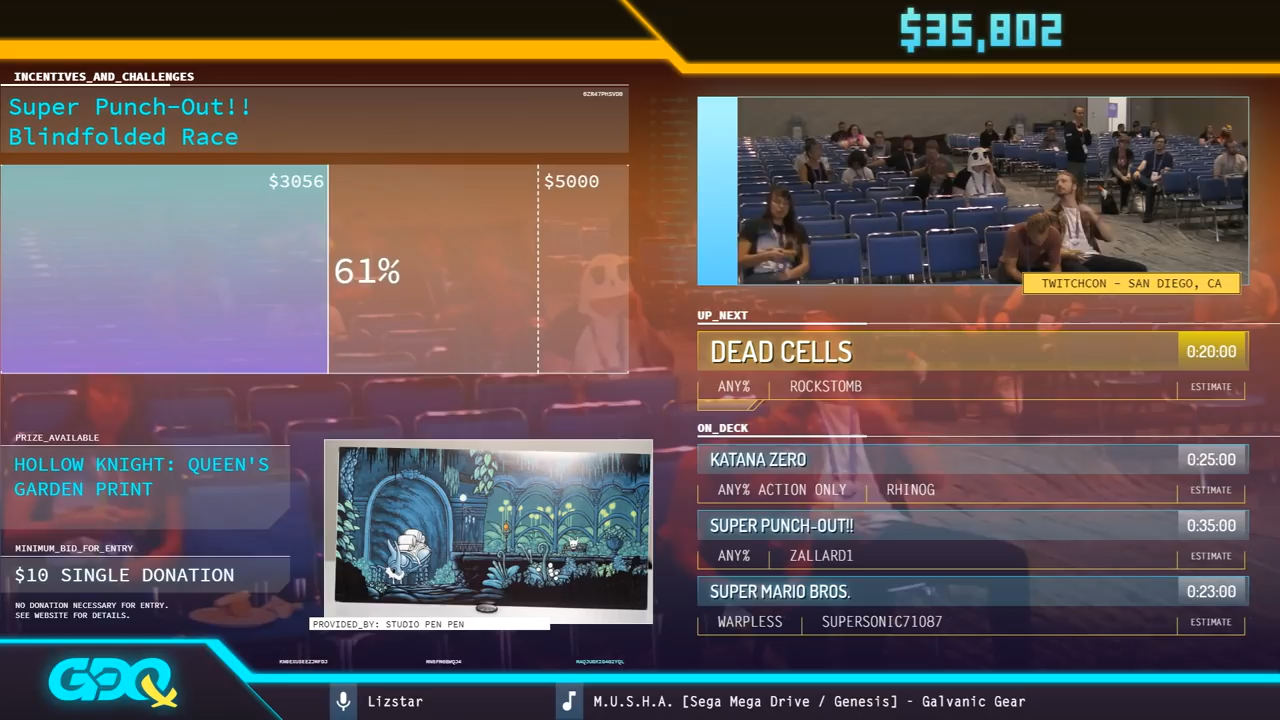 $35,802
INCENTIVES_AND_CHALLENGES
Super Punch-Out!!
Blindfolded Race
$3056
$5000
61%
TWITCHCON - SAN DIEGO, CA
UP_NEXT
DEAD CELLS
0:20:00
ANY%
ROCKSTOMB
ESTIMATE
ON_DECK
KATANA ZERO
0:25:00
ANY% ACTION ONLY
RHINOG
ESTIMATE
SUPER PUNCH-OUT!!
0:35:00
ANY%
ZALLARD1
ESTIMATE
SUPER MARIO BROS.
0:23:00
WARPLESS
SUPERSONIC71087
ESTIMATE
PRIZE_AVAILABLE
HOLLOW KNIGHT: QUEEN'S
GARDEN PRINT
MINIMUM_BID_FOR_ENTRY
$10 SINGLE DONATION
NO DONATION NECESSARY FOR ENTRY.
SEE WEBSITE FOR DETAILS.
PROVIDED_BY: STUDIO PEN PEN
GDQ
Lizstar
M.U.S.H.A. [Sega Mega Drive / Genesis] - Galvanic Gear